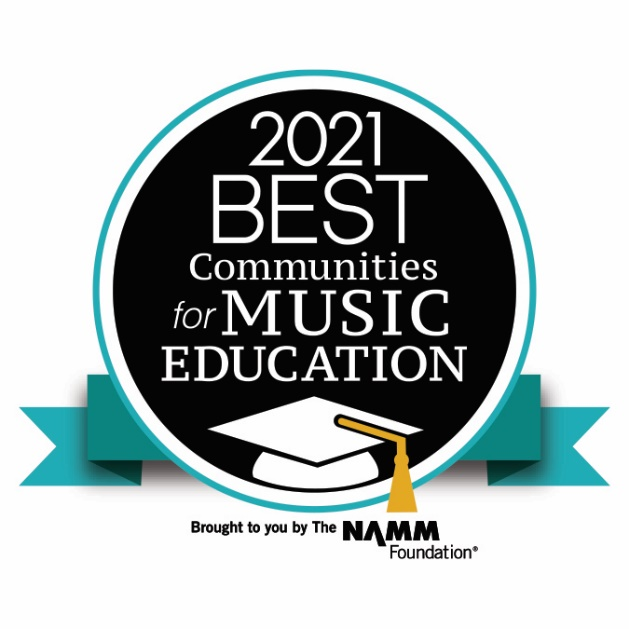 2021
BEST
Communities
for MUSIC
EDUCATION
Brought to you by The NAMM
Foundation®